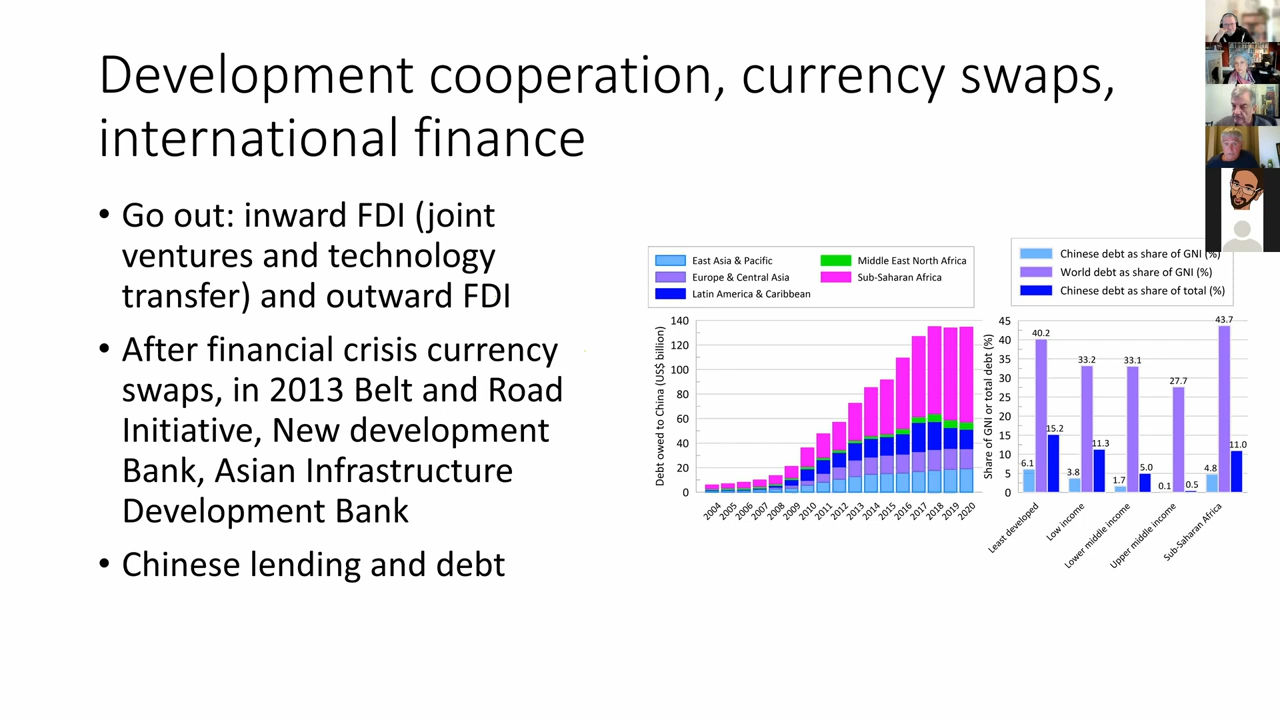 Development cooperation, currency swaps,
international finance
• Go out: inward FDI (joint
ventures and technology
transfer) and outward FDI
• After financial crisis currency
swaps, in 2013 Belt and Road
Initiative, New development
Bank, Asian Infrastructure
Development Bank
• Chinese lending and debt
East Asia & Pacific
Europe & Central Asia
Latin America & Caribbean
Middle East North Africa
Sub-Saharan Africa
Debt owed to China (US$ billion)
140
120
100
80
60
40
20
0
2004
2005
2006
2007
2008
2009
2010
2011
2012
2013
2014
2015
2016
2017
2018
2019
2020
Chinese debt as share of GNI (%)
World debt as share of GNI (%)
Chinese debt as share of total (%)
Share of GNI or total debt (%)
45
40
35
30
25
20
15
10
5
0
6.1
40.2
15.2
3.8
33.2
11.3
1.7
33.1
5.0
0.1
27.7
0.5
4.8
43.7
11.0
Least developed
Low income
Lower middle income
Upper middle income
Sub-Saharan Africa